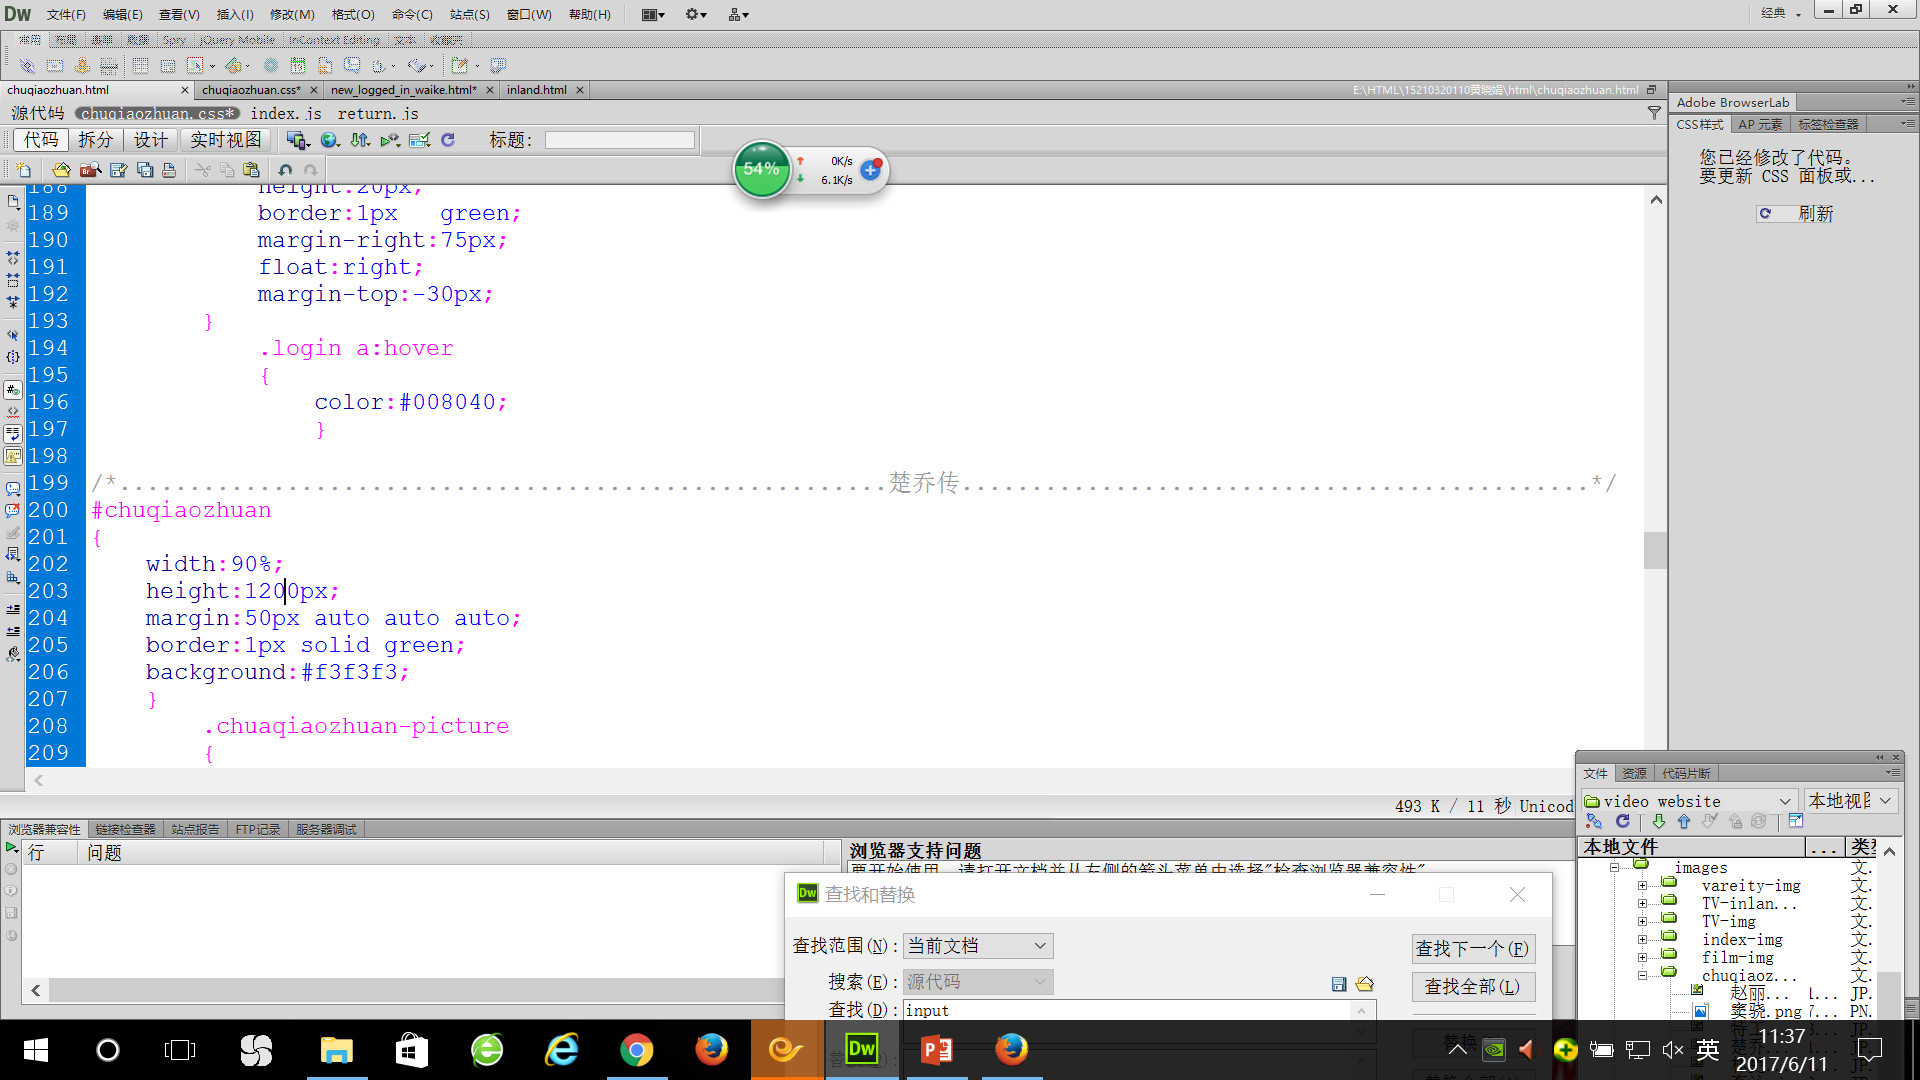 Dw 文件(F) 编辑(E) 查看(V) 插入(I) 修改(M) 格式(O) 命令(C) 站点(S) 窗口(W) 帮助(H) 经典
常用 布局 表单 数据 Spry jQuery Mobile InContext Editing 文本 收藏夹
chuqiaozhuan.html chuqiaozhuan.css* new_logged_in_waike.html* inland.html E:\HTML\15210320110黄晓娟\html\chuqiaozhuan.html
源代码 chuqiaozhuan.css* index.js return.js
代码 拆分 设计 实时视图 标题:
54% 0K/s
6.1K/s
Adobe BrowserLab
CSS样式 AP 元素 标签检查器
您已经修改了代码。
要更新 CSS 面板或...
刷新
188 height:20px;
189 border:1px green;
190 margin-right:75px;
191 float:right;
192 margin-top:-30px;
193 }
194 .login a:hover
195 {
196 color:#008040;
197 }
198
199 /*......................................................楚乔传............................................*/
200 #chuqiaozhuan
201 {
202 width:90%;
203 height:1200px;
204 margin:50px auto auto auto;
205 border:1px solid green;
206 background:#f3f3f3;
207 }
208 .chuaqiaozhuan-picture
209 {
493 K / 11 秒 Unicod
浏览器兼容性 链接检查器 站点报告 FTP记录 服务器调试
行 问题
浏览器支持问题
要开始使用，请打开文档并从左侧的箭头菜单中选择"检查浏览器兼容性"
查找和替换
查找范围(N): 当前文档 查找下一个(F)
搜索(E): 源代码 查找全部(L)
查找(D): input
文件 资源 代码片断
video website 本地视图
本地文件 ... 类型
images 文.
vareity-img 文.
TV-inlan... 文.
TV-img 文.
index-img 文.
film-img 文.
chuqiaoz... 文.
赵丽... 1... JP.
窦骁.png 7... PN.
英
11:37
2017/6/11